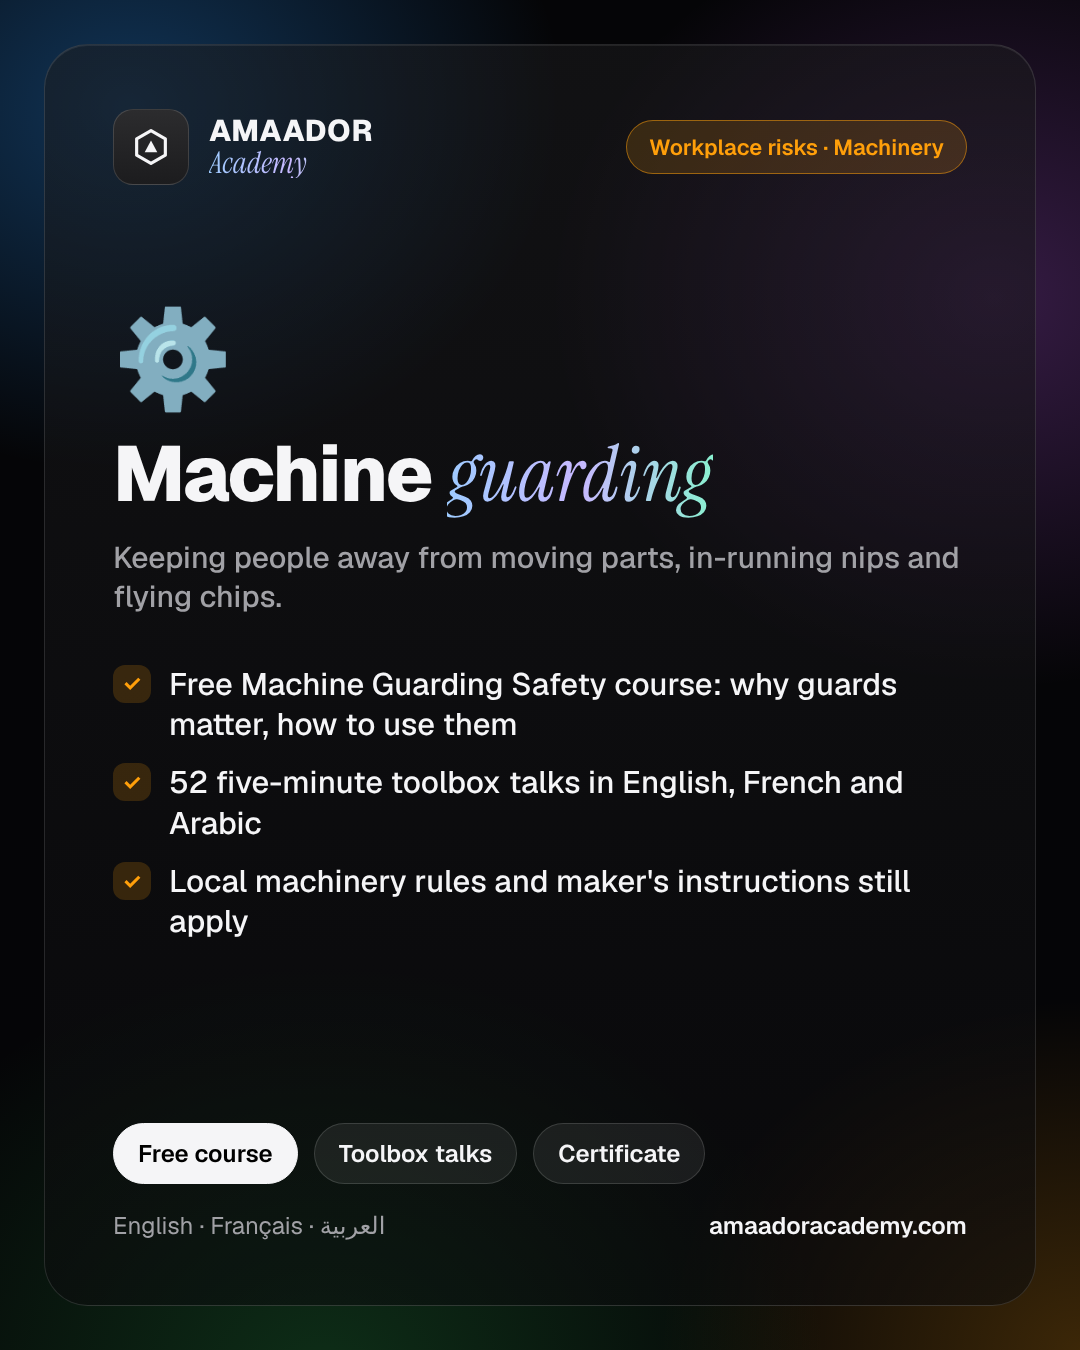 AMAADOR
Academy
Workplace risks · Machinery
Machine guarding
Keeping people away from moving parts, in-running nips and
flying chips.
Free Machine Guarding Safety course: why guards
matter, how to use them
52 five-minute toolbox talks in English, French and
Arabic
Local machinery rules and maker's instructions still
apply
Free course
Toolbox talks
Certificate
English · Français · العربية
amaadoracademy.com